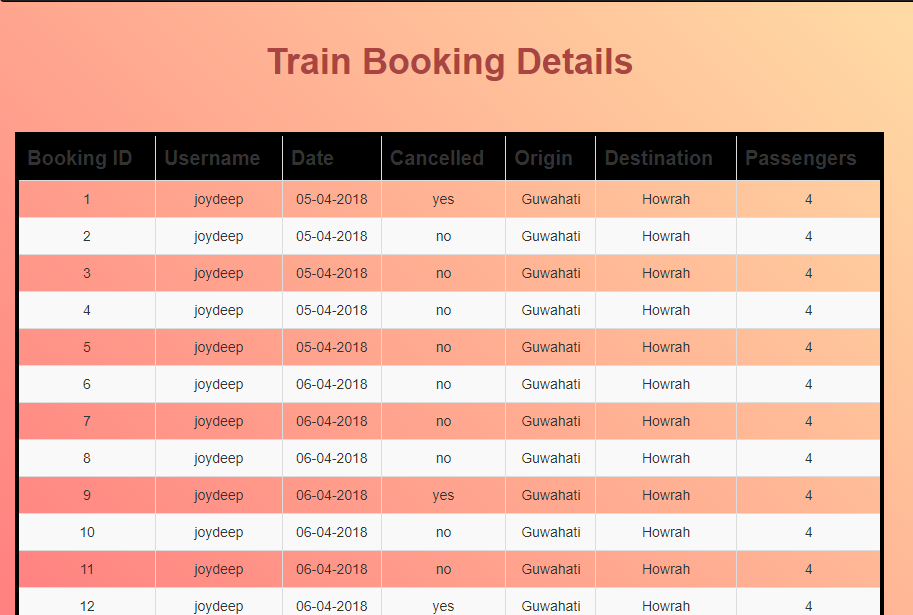 Train Booking Details
Booking ID Username Date Cancelled Origin Destination Passengers
1 joydeep 05-04-2018 yes Guwahati Howrah 4
2 joydeep 05-04-2018 no Guwahati Howrah 4
3 joydeep 05-04-2018 no Guwahati Howrah 4
4 joydeep 05-04-2018 no Guwahati Howrah 4
5 joydeep 05-04-2018 no Guwahati Howrah 4
6 joydeep 06-04-2018 no Guwahati Howrah 4
7 joydeep 06-04-2018 no Guwahati Howrah 4
8 joydeep 06-04-2018 no Guwahati Howrah 4
9 joydeep 06-04-2018 yes Guwahati Howrah 4
10 joydeep 06-04-2018 no Guwahati Howrah 4
11 joydeep 06-04-2018 no Guwahati Howrah 4
12 joydeep 06-04-2018 yes Guwahati Howrah 4